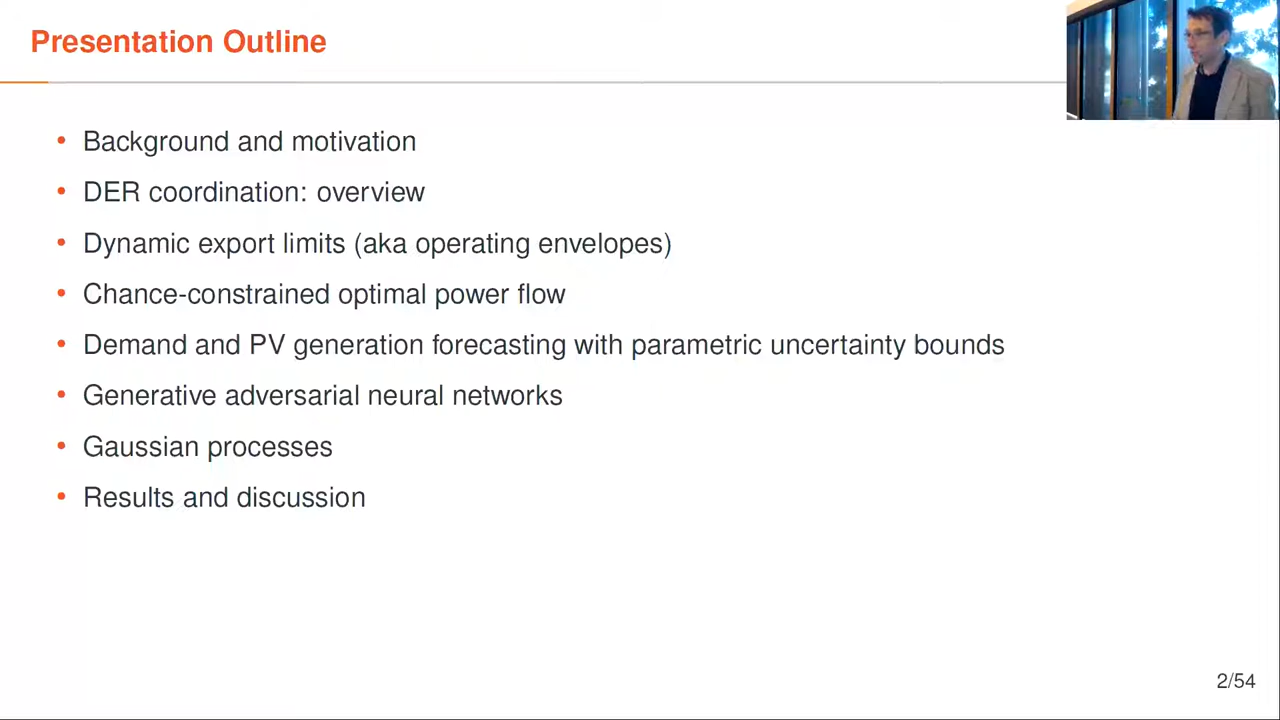 Presentation Outline
• Background and motivation
• DER coordination: overview
• Dynamic export limits (aka operating envelopes)
• Chance-constrained optimal power flow
• Demand and PV generation forecasting with parametric uncertainty bounds
• Generative adversarial neural networks
• Gaussian processes
• Results and discussion
2/54